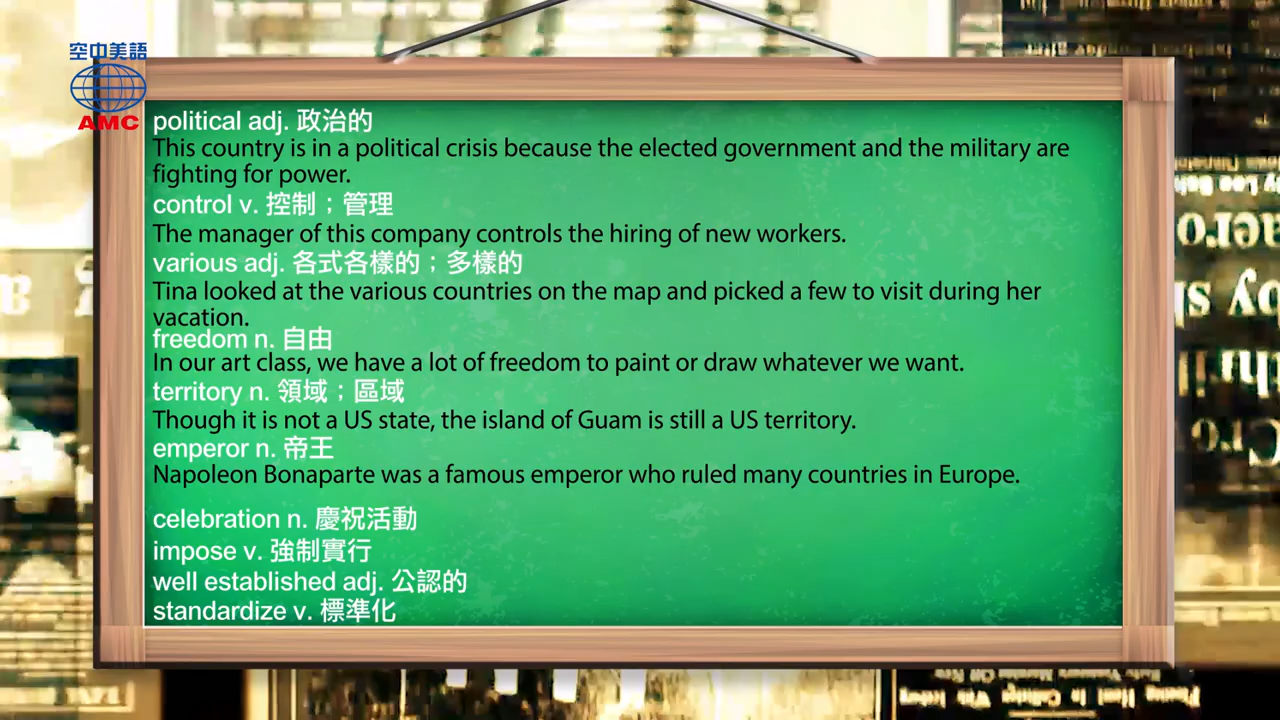 空中美語
AMC
political adj. 政治的
This country is in a political crisis because the elected government and the military are
fighting for power.
control v. 控制；管理
The manager of this company controls the hiring of new workers.
various adj. 各式各樣的；多樣的
Tina looked at the various countries on the map and picked a few to visit during her
vacation.
freedom n. 自由
In our art class, we have a lot of freedom to paint or draw whatever we want.
territory n. 領域；區域
Though it is not a US state, the island of Guam is still a US territory.
emperor n. 帝王
Napoleon Bonaparte was a famous emperor who ruled many countries in Europe.
celebration n. 慶祝活動
impose v. 強制實行
well established adj. 公認的
standardize v. 標準化